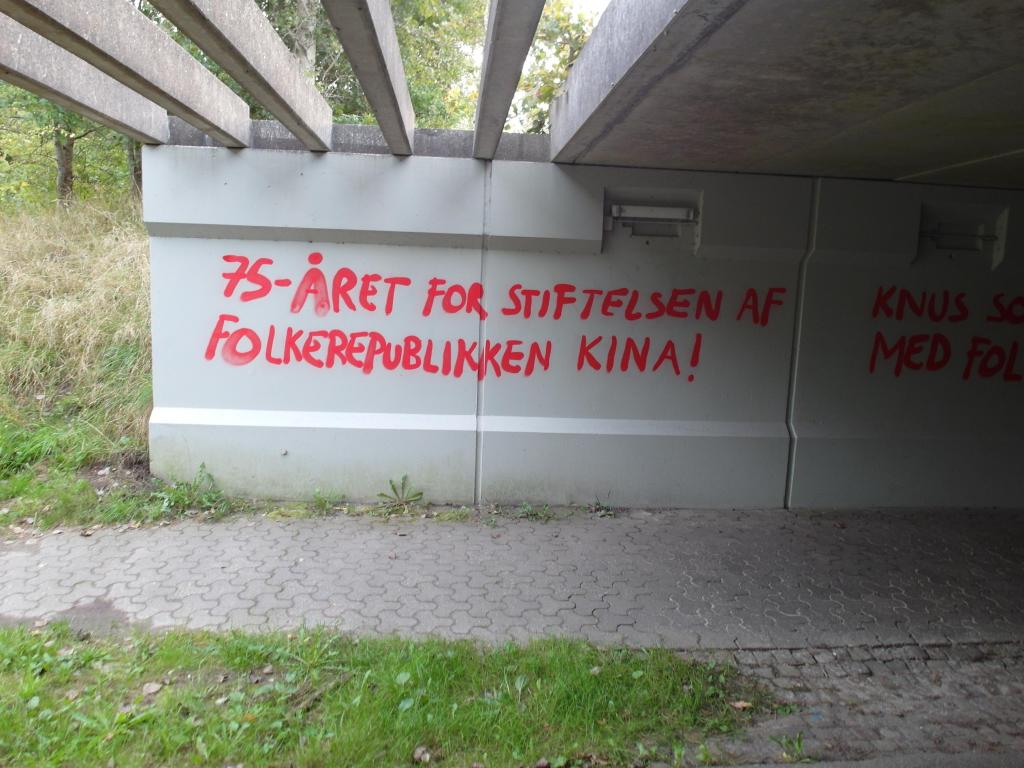 75-ÅRET FOR STIFTELSEN AF
FOLKEREPUBLIKKEN KINA!
KNUS
MED